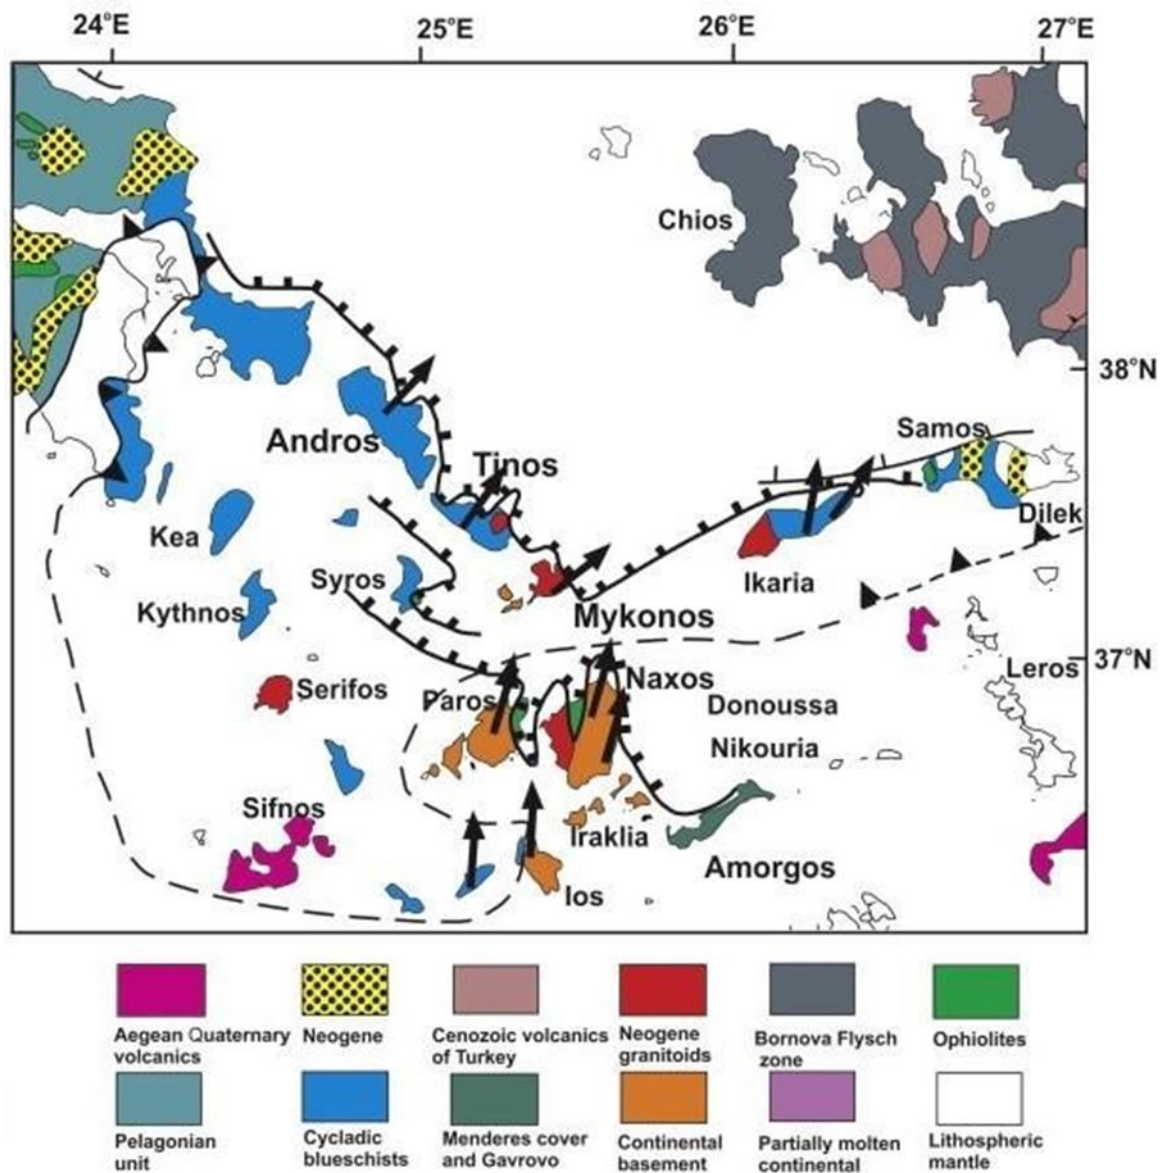 24°E 25°E 26°E 27°E
Chios
38°N
Andros
Samos
Tinos
Dilek
Kea
Syros
Ikaria
Kythnos
Mykonos
37°N
Leros
Serifos
Naxos
Paros
Donoussa
Nikouria
Sifnos
Iraklia
Amorgos
Ios
Aegean Quaternary
volcanics
Neogene
Cenozoic volcanics
of Turkey
Neogene
granitoids
Bornova Flysch
zone
Ophiolites
Pelagonian
unit
Cycladic
blueschists
Menderes cover
and Gavrovo
Continental
basement
Partially molten
continental
Lithospheric
mantle